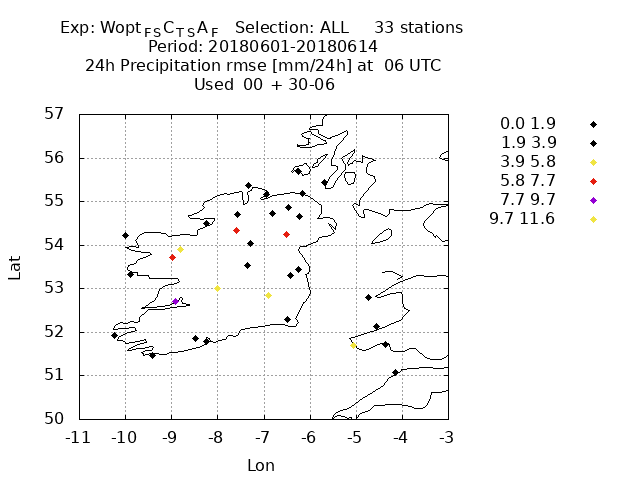 Exp: Wopt_FS C_TS A_F Selection: ALL 33 stations
Period: 20180601-20180614
24h Precipitation rmse [mm/24h] at 06 UTC
Used 00 + 30-06
57
56
55
54
53
52
51
50
-11 -10 -9 -8 -7 -6 -5 -4 -3
Lat
Lon
0.0 1.9
1.9 3.9
3.9 5.8
5.8 7.7
7.7 9.7
9.7 11.6